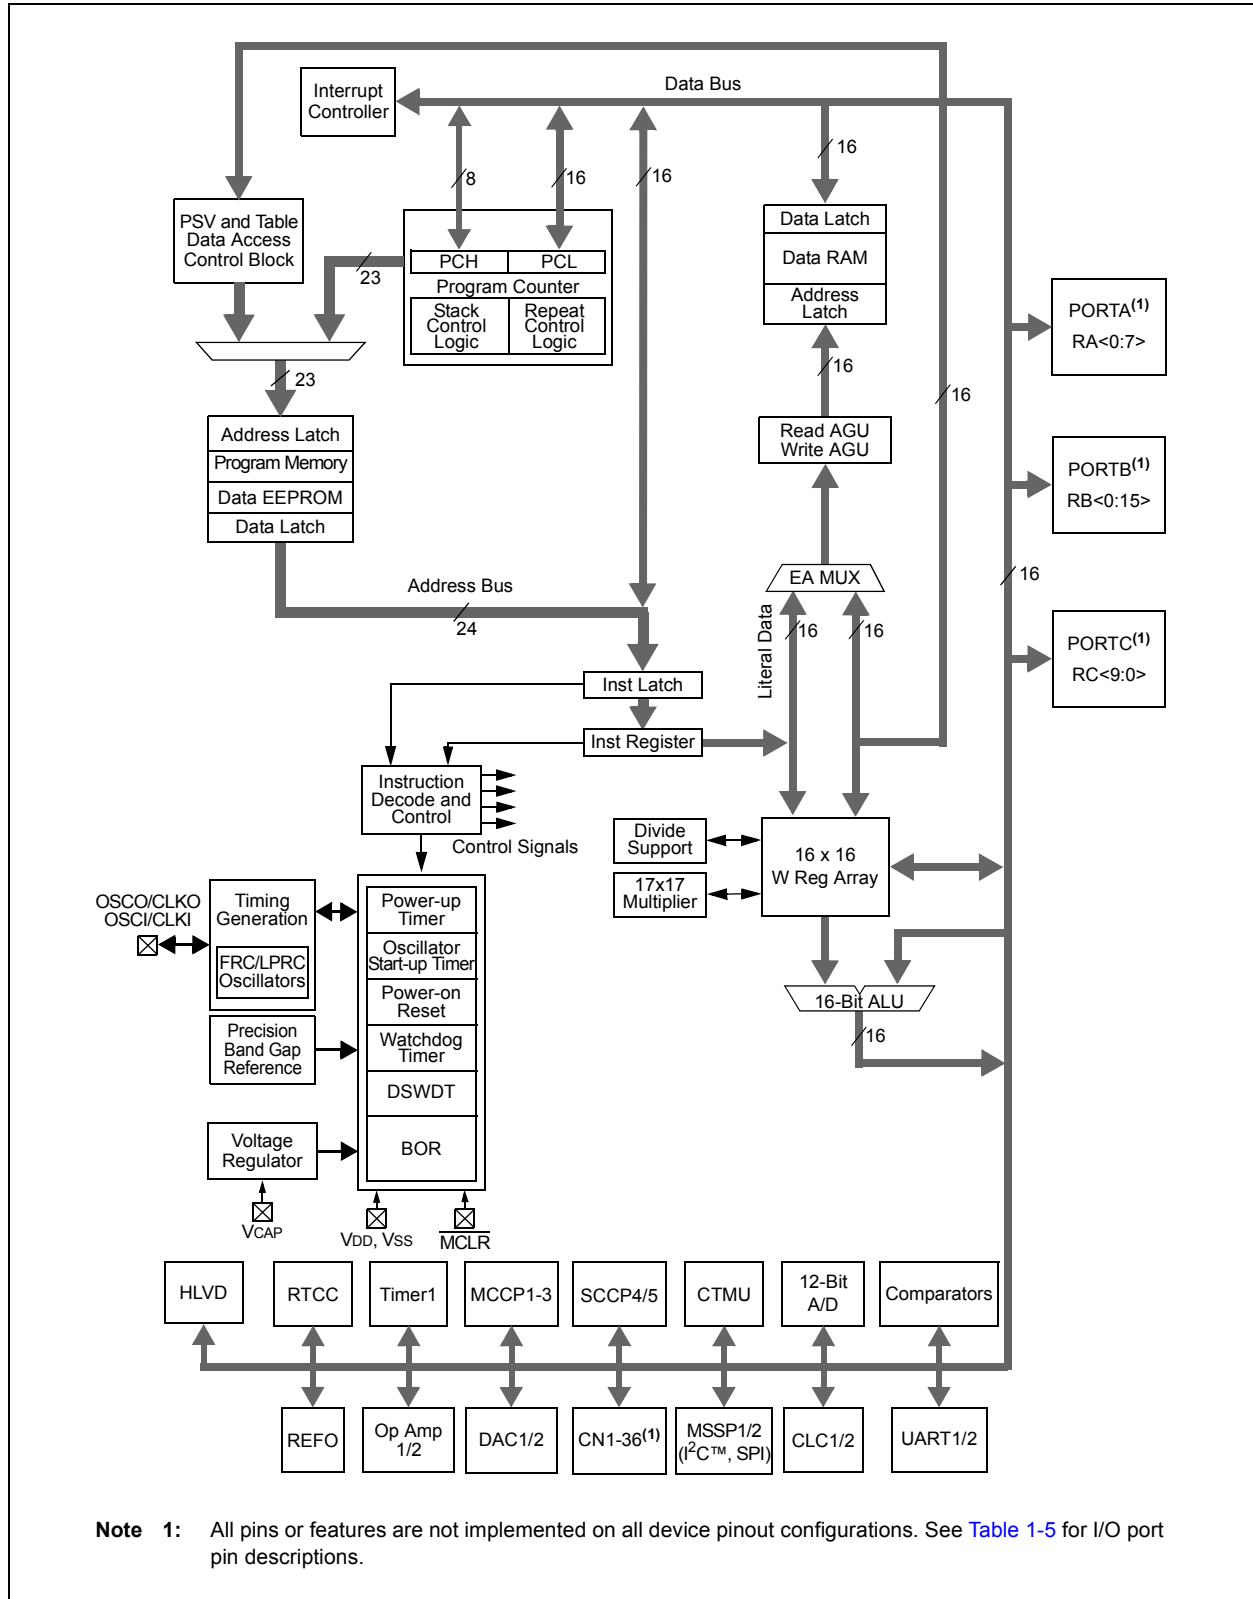 Data Bus
Interrupt
Controller
16
8
16
16
PSV and Table
Data Access
Control Block
Data Latch
Data RAM
Address
Latch
23
PCH
PCL
Program Counter
Stack
Control
Logic
Repeat
Control
Logic
PORTA(1)
RA<0:7>
23
16
16
Address Latch
Program Memory
Data EEPROM
Data Latch
Read AGU
Write AGU
PORTB(1)
RB<0:15>
EA MUX
16
Address Bus
24
Literal Data
16
16
PORTC(1)
RC<9:0>
Inst Latch
Inst Register
Instruction
Decode and
Control
Control Signals
Divide
Support
17x17
Multiplier
16 x 16
W Reg Array
OSCO/CLKO
OSCI/CLKI
Timing
Generation
FRC/LPRC
Oscillators
Power-up
Timer
Oscillator
Start-up Timer
Power-on
Reset
Watchdog
Timer
DSWDT
BOR
16-Bit ALU
16
Precision
Band Gap
Reference
Voltage
Regulator
VCAP
VDD, VSS
MCLR
HLVD
RTCC
Timer1
MCCP1-3
SCCP4/5
CTMU
12-Bit
A/D
Comparators
REFO
Op Amp
1/2
DAC1/2
CN1-36(1)
MSSP1/2
(I2C™, SPI)
CLC1/2
UART1/2
Note 1: All pins or features are not implemented on all device pinout configurations. See Table 1-5 for I/O port
pin descriptions.